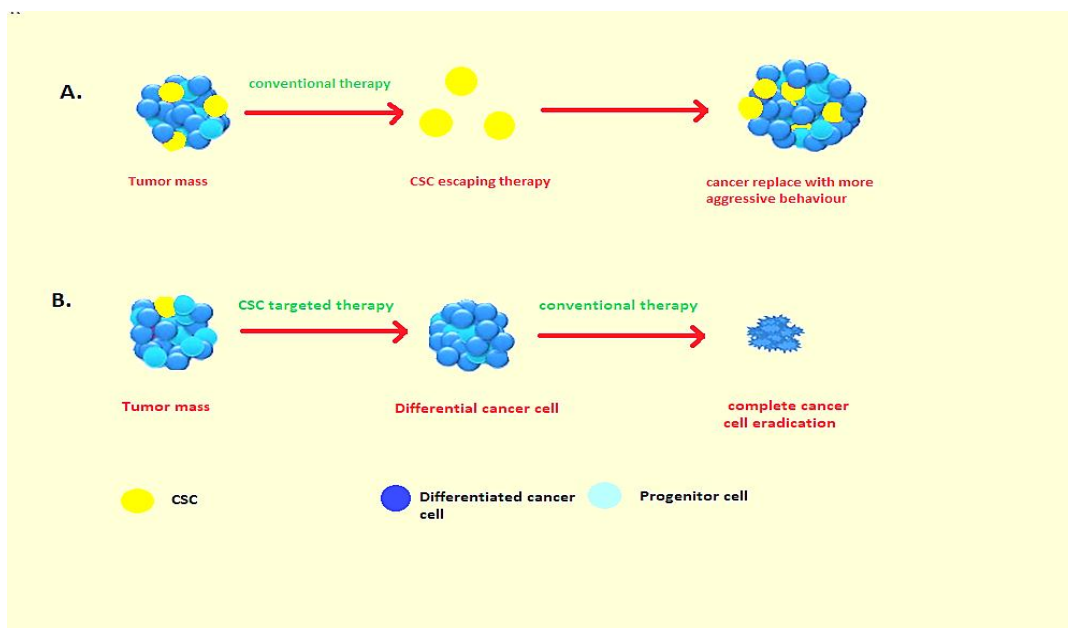 A.
conventional therapy
Tumor mass
CSC escaping therapy
cancer replace with more
aggressive behaviour
B.
CSC targeted therapy
conventional therapy
Tumor mass
Differential cancer cell
complete cancer
cell eradication
CSC
Differentiated cancer
cell
Progenitor cell